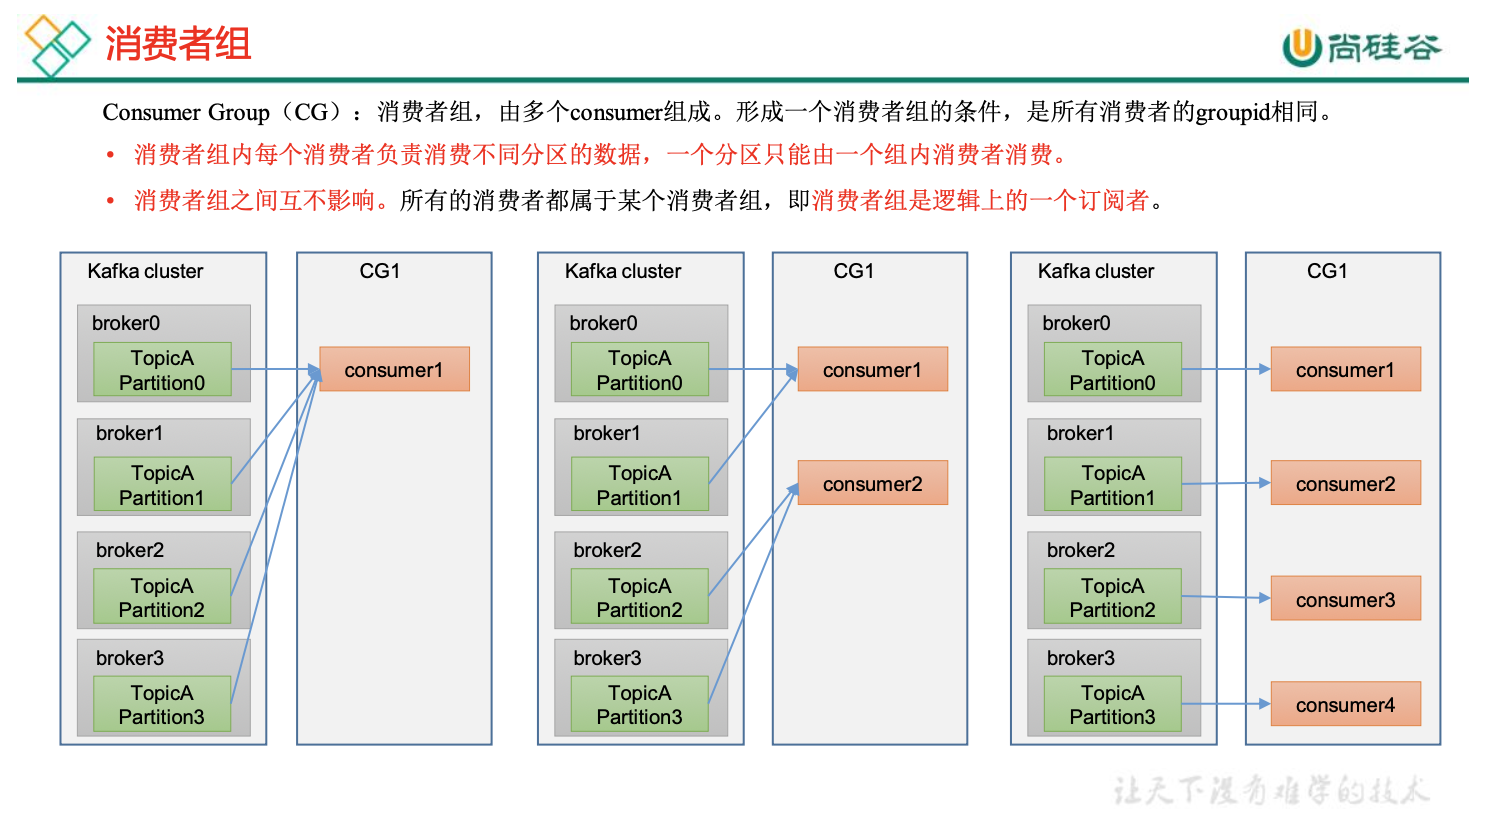 消费者组
尚硅谷
Consumer Group（CG）：消费者组，由多个consumer组成。形成一个消费者组的条件，是所有消费者的groupid相同。
• 消费者组内每个消费者负责消费不同分区的数据，一个分区只能由一个组内消费者消费。
• 消费者组之间互不影响。所有的消费者都属于某个消费者组，即消费者组是逻辑上的一个订阅者。
Kafka cluster
broker0
TopicA
Partition0
broker1
TopicA
Partition1
broker2
TopicA
Partition2
broker3
TopicA
Partition3
CG1
consumer1
Kafka cluster
broker0
TopicA
Partition0
broker1
TopicA
Partition1
broker2
TopicA
Partition2
broker3
TopicA
Partition3
CG1
consumer1
consumer2
Kafka cluster
broker0
TopicA
Partition0
broker1
TopicA
Partition1
broker2
TopicA
Partition2
broker3
TopicA
Partition3
CG1
consumer1
consumer2
consumer3
consumer4
让天下没有难学的技术